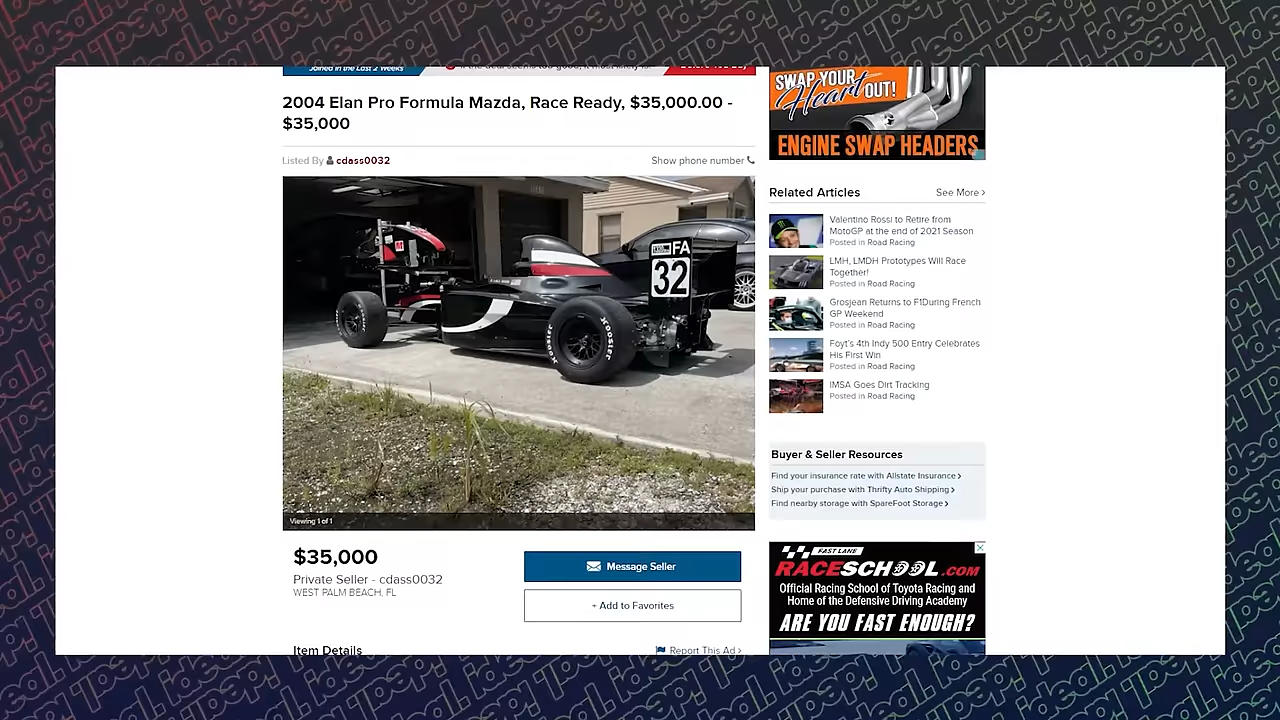 Joined in the Last 2 Weeks
2004 Elan Pro Formula Mazda, Race Ready, $35,000.00 -
$35,000
Listed By cdass0032
Show phone number
FA
32
HOOSIER
HOOSIER
Viewing 1 of 1
$35,000
Private Seller - cdass0032
WEST PALM BEACH, FL
Message Seller
+ Add to Favorites
Item Details
Report This Ad >
SWAP YOUR
Heart OUT!
ENGINE SWAP HEADERS
Related Articles
See More >
Valentino Rossi to Retire from
MotoGP at the end of 2021 Season
Posted in Road Racing
LMH, LMDH Prototypes Will Race
Together!
Posted in Road Racing
Grosjean Returns to F1During French
GP Weekend
Posted in Road Racing
Foyt's 4th Indy 500 Entry Celebrates
His First Win
Posted in Road Racing
IMSA Goes Dirt Tracking
Posted in Road Racing
Buyer & Seller Resources
Find your insurance rate with Allstate Insurance >
Ship your purchase with Thrifty Auto Shipping >
Find nearby storage with SpareFoot Storage >
FAST LANE
RACESCHOOL.COM
Official Racing School of Toyota Racing and
Home of the Defensive Driving Academy
ARE YOU FAST ENOUGH?